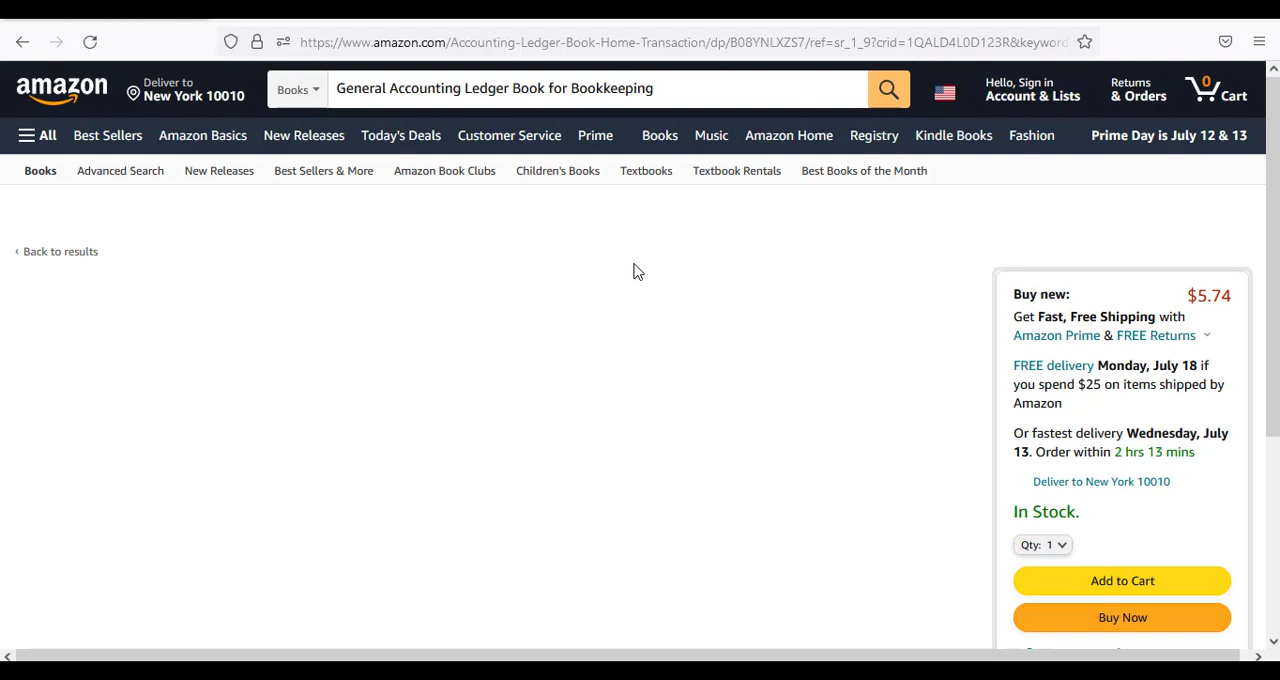 https://www.amazon.com/Accounting-Ledger-Book-Home-Transaction/dp/B08YNLXZS7/ref=sr_1_9?crid=1QALD4L0D123R&keyword
amazon
Deliver to
New York 10010
Books
General Accounting Ledger Book for Bookkeeping
Hello, Sign in
Account & Lists
Returns
& Orders
0
Cart
All Best Sellers Amazon Basics New Releases Today's Deals Customer Service Prime Books Music Amazon Home Registry Kindle Books Fashion Prime Day is July 12 & 13
Books Advanced Search New Releases Best Sellers & More Amazon Book Clubs Children's Books Textbooks Textbook Rentals Best Books of the Month
‹ Back to results
Buy new: $5.74
Get Fast, Free Shipping with
Amazon Prime & FREE Returns
FREE delivery Monday, July 18 if
you spend $25 on items shipped by
Amazon
Or fastest delivery Wednesday, July
13. Order within 2 hrs 13 mins
Deliver to New York 10010
In Stock.
Qty: 1
Add to Cart
Buy Now